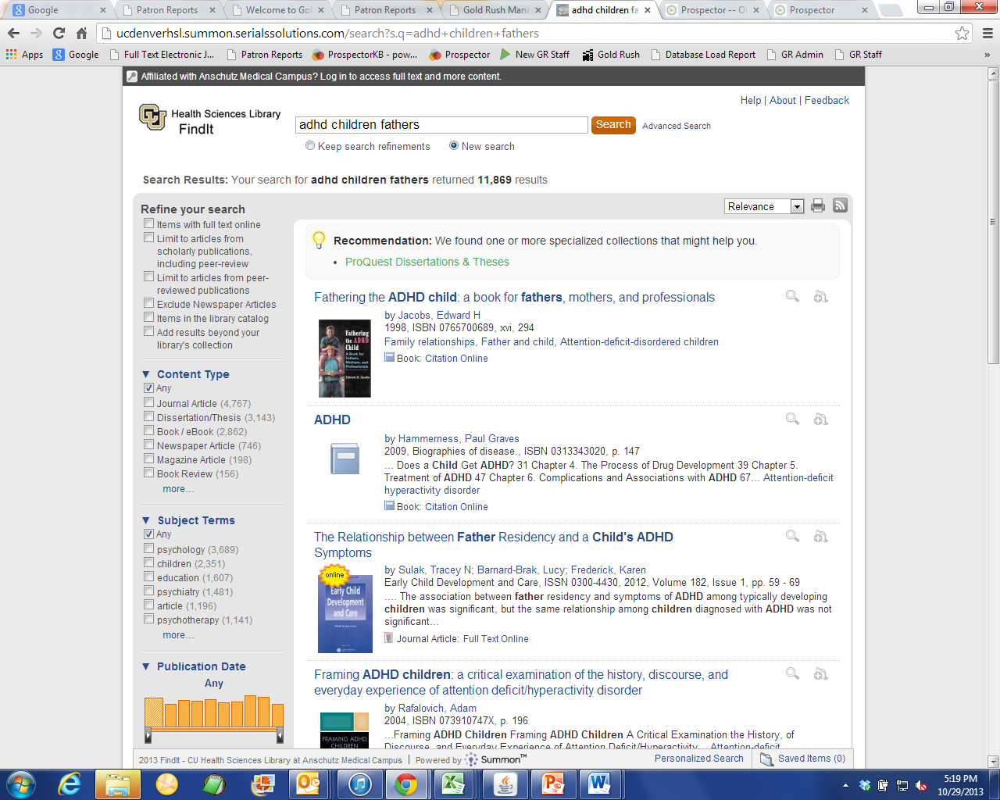 Google
Patron Reports
Welcome to Gol
Patron Reports
Gold Rush Mana
adhd children fa
Prospector -- O
Prospector
ucdenverhsl.summon.serialssolutions.com/search?s.q=adhd+children+fathers
Apps Google Full Text Electronic J... Patron Reports ProspectorKB - pow... Prospector New GR Staff Gold Rush Database Load Report GR Admin GR Staff »
Affiliated with Anschutz Medical Campus? Log in to access full text and more content.
Help | About | Feedback
CU
Health Sciences Library
FindIt
adhd children fathers
Search
Advanced Search
Keep search refinements
New search
Search Results: Your search for adhd children fathers returned 11,869 results
Relevance
Refine your search
Items with full text online
Limit to articles from
scholarly publications,
including peer-review
Limit to articles from peer-
reviewed publications
Exclude Newspaper Articles
Items in the library catalog
Add results beyond your
library's collection
Content Type
Any
Journal Article (4,767)
Dissertation/Thesis (3,143)
Book / eBook (2,862)
Newspaper Article (746)
Magazine Article (198)
Book Review (156)
more...
Subject Terms
Any
psychology (3,689)
children (2,351)
education (1,607)
psychiatry (1,481)
article (1,196)
psychotherapy (1,141)
more...
Publication Date
Any
Recommendation: We found one or more specialized collections that might help you.
• ProQuest Dissertations & Theses
Fathering the ADHD child: a book for fathers, mothers, and professionals
Fathering
the ADHD
Child
A Book for
Fathers,
Mothers, and
Professionals
Edward H. Jacobs
by Jacobs, Edward H
1998, ISBN 0765700689, xvi, 294
Family relationships, Father and child, Attention-deficit-disordered children
Book: Citation Online
ADHD
by Hammerness, Paul Graves
2009, Biographies of disease., ISBN 0313343020, p. 147
... Does a Child Get ADHD? 31 Chapter 4. The Process of Drug Development 39 Chapter 5.
Treatment of ADHD 47 Chapter 6. Complications and Associations with ADHD 67... Attention-deficit
hyperactivity disorder
Book: Citation Online
The Relationship between Father Residency and a Child's ADHD
Symptoms
online
Early Child
Development
and Care
by Sulak, Tracey N; Barnard-Brak, Lucy; Frederick, Karen
Early Child Development and Care, ISSN 0300-4430, 2012, Volume 182, Issue 1, pp. 59 - 69
.... The association between father residency and symptoms of ADHD among typically developing
children was significant, but the same relationship among children diagnosed with ADHD was not
significant...
Journal Article: Full Text Online
Framing ADHD children: a critical examination of the history, discourse, and
everyday experience of attention deficit/hyperactivity disorder
FRAMING ADHD
CHILDREN
by Rafalovich, Adam
2004, ISBN 073910747X, p. 196
...Framing ADHD Children Framing ADHD Children A Critical Examination the History, of
Discourse, and Everyday Experience of Attention Deficit/Hyperactivity... Attention-deficit
2013 FindIt - CU Health Sciences Library at Anschutz Medical Campus | Powered by Summon™
Personalized Search
Saved Items (0)
5:19 PM
10/29/2013